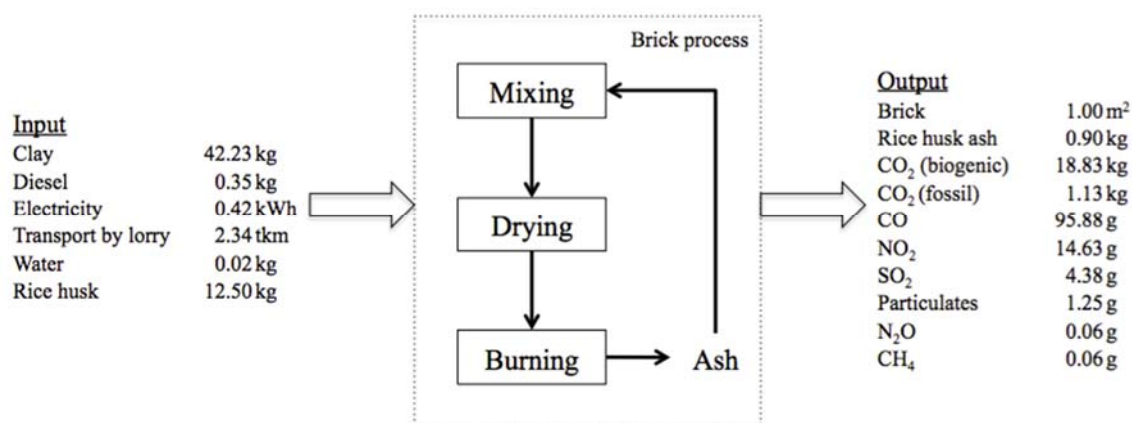 Input
Clay 42.23 kg
Diesel 0.35 kg
Electricity 0.42 kWh
Transport by lorry 2.34 tkm
Water 0.02 kg
Rice husk 12.50 kg
Brick process
Mixing
Drying
Burning Ash
Output
Brick 1.00 m²
Rice husk ash 0.90 kg
CO₂ (biogenic) 18.83 kg
CO₂ (fossil) 1.13 kg
CO 95.88 g
NO₂ 14.63 g
SO₂ 4.38 g
Particulates 1.25 g
N₂O 0.06 g
CH₄ 0.06 g